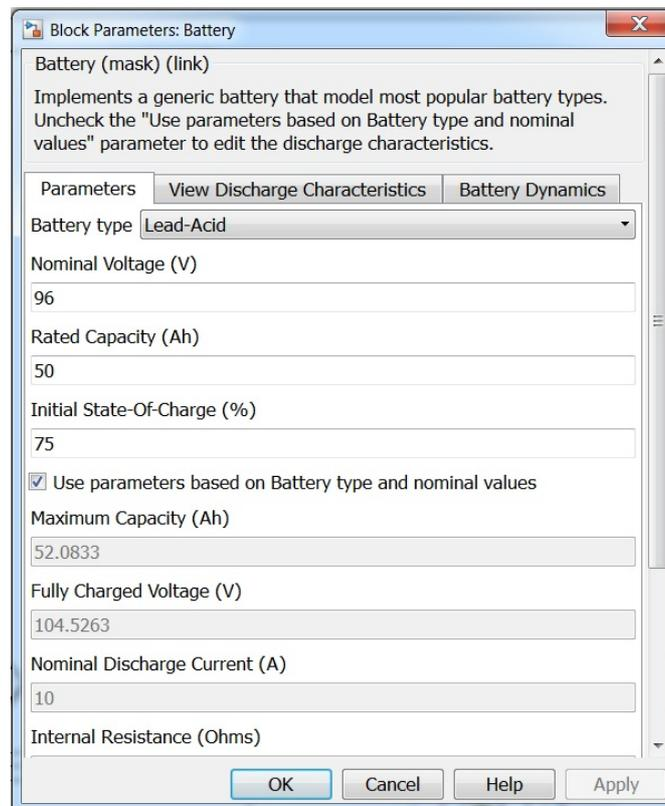 Block Parameters: Battery
Battery (mask) (link)
Implements a generic battery that model most popular battery types.
Uncheck the "Use parameters based on Battery type and nominal
values" parameter to edit the discharge characteristics.
Parameters View Discharge Characteristics Battery Dynamics
Battery type Lead-Acid
Nominal Voltage (V)
96
Rated Capacity (Ah)
50
Initial State-Of-Charge (%)
75
Use parameters based on Battery type and nominal values
Maximum Capacity (Ah)
52.0833
Fully Charged Voltage (V)
104.5263
Nominal Discharge Current (A)
10
Internal Resistance (Ohms)
OK Cancel Help Apply